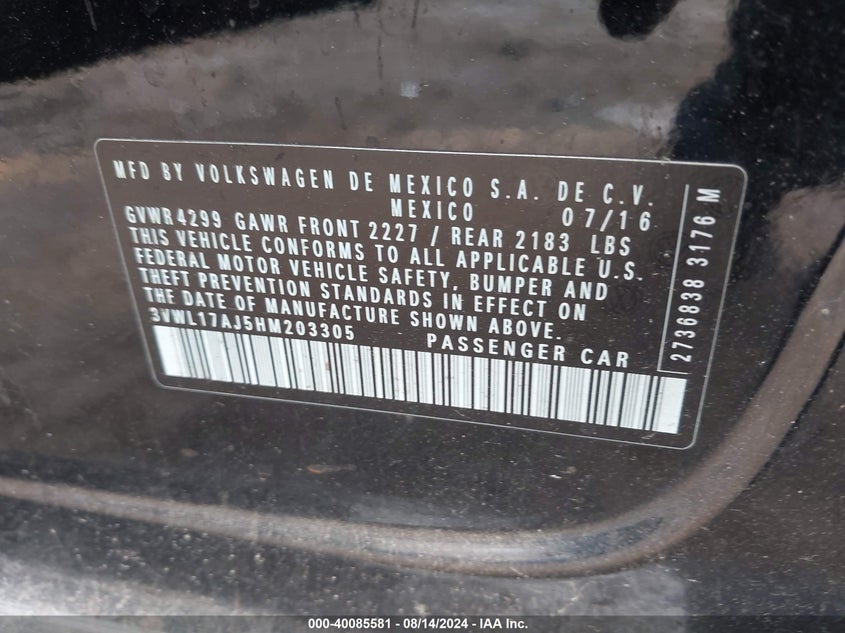 MFD BY VOLKSWAGEN DE MEXICO S.A. DE C.V.
MEXICO 07/16
GVWR 4299 GAWR FRONT 2227 / REAR 2183 LBS
THIS VEHICLE CONFORMS TO ALL APPLICABLE U.S.
FEDERAL MOTOR VEHICLE SAFETY, BUMPER AND
THEFT PREVENTION STANDARDS IN EFFECT ON
THE DATE OF MANUFACTURE SHOWN ABOVE.
3VWL17AJ5HM203305 PASSENGER CAR
2736838 3176 M
000-40085581 - 08/14/2024 - IAA Inc.